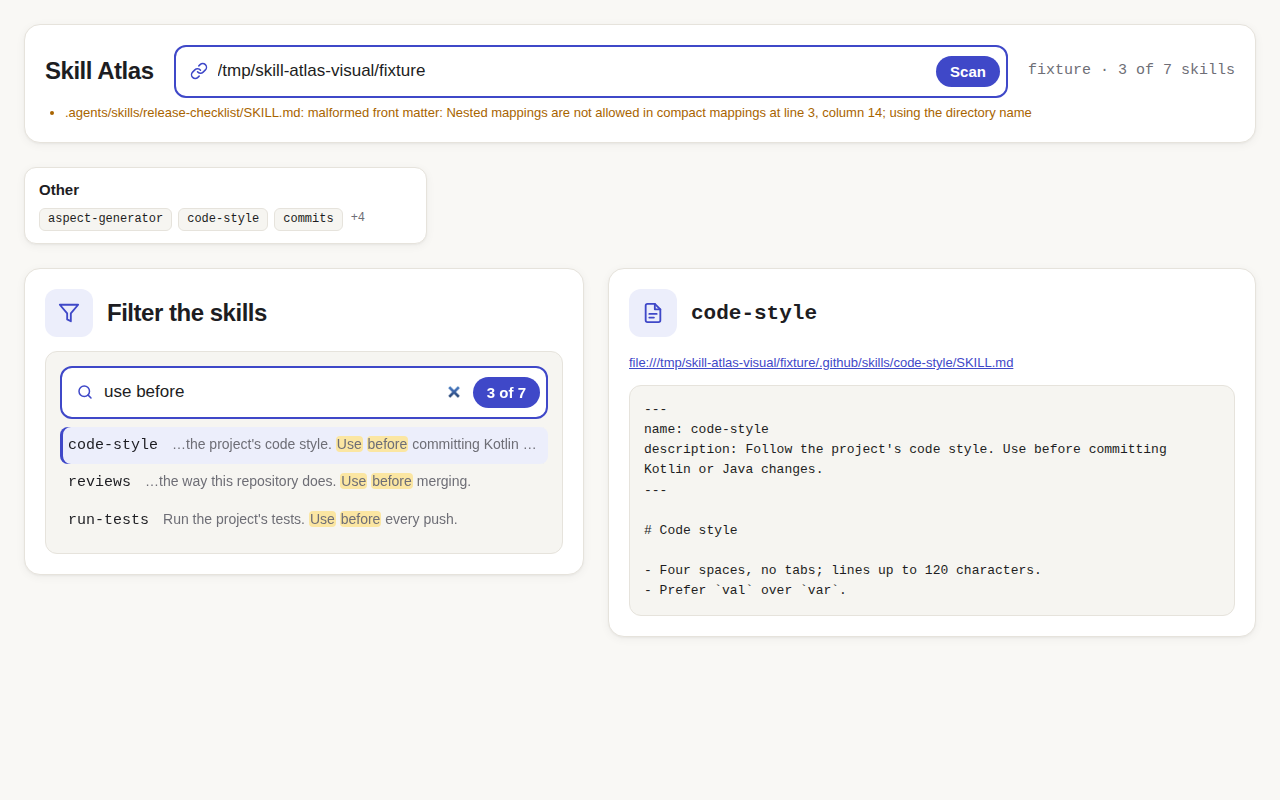 Skill Atlas
/tmp/skill-atlas-visual/fixture
Scan
fixture · 3 of 7 skills
.agents/skills/release-checklist/SKILL.md: malformed front matter: Nested mappings are not allowed in compact mappings at line 3, column 14; using the directory name
Other
aspect-generator code-style commits +4
Filter the skills
use before
3 of 7
code-style …the project's code style. Use before committing Kotlin …
reviews …the way this repository does. Use before merging.
run-tests Run the project's tests. Use before every push.
code-style
file:///tmp/skill-atlas-visual/fixture/.github/skills/code-style/SKILL.md
---
name: code-style
description: Follow the project's code style. Use before committing
Kotlin or Java changes.
---
# Code style
- Four spaces, no tabs; lines up to 120 characters.
- Prefer `val` over `var`.